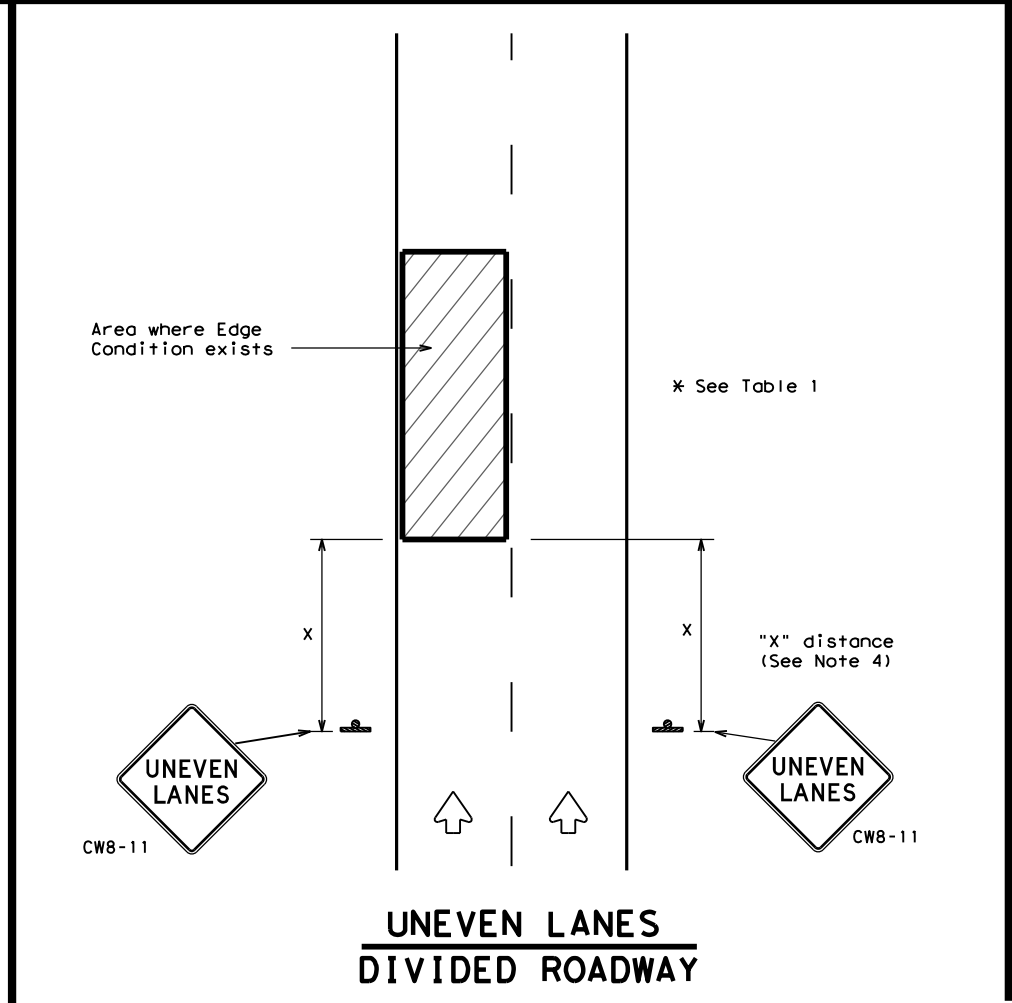 Area where Edge
Condition exists
* See Table 1
X
X
"X" distance
(See Note 4)
UNEVEN
LANES
CW8-11
UNEVEN
LANES
CW8-11
UNEVEN LANES
DIVIDED ROADWAY